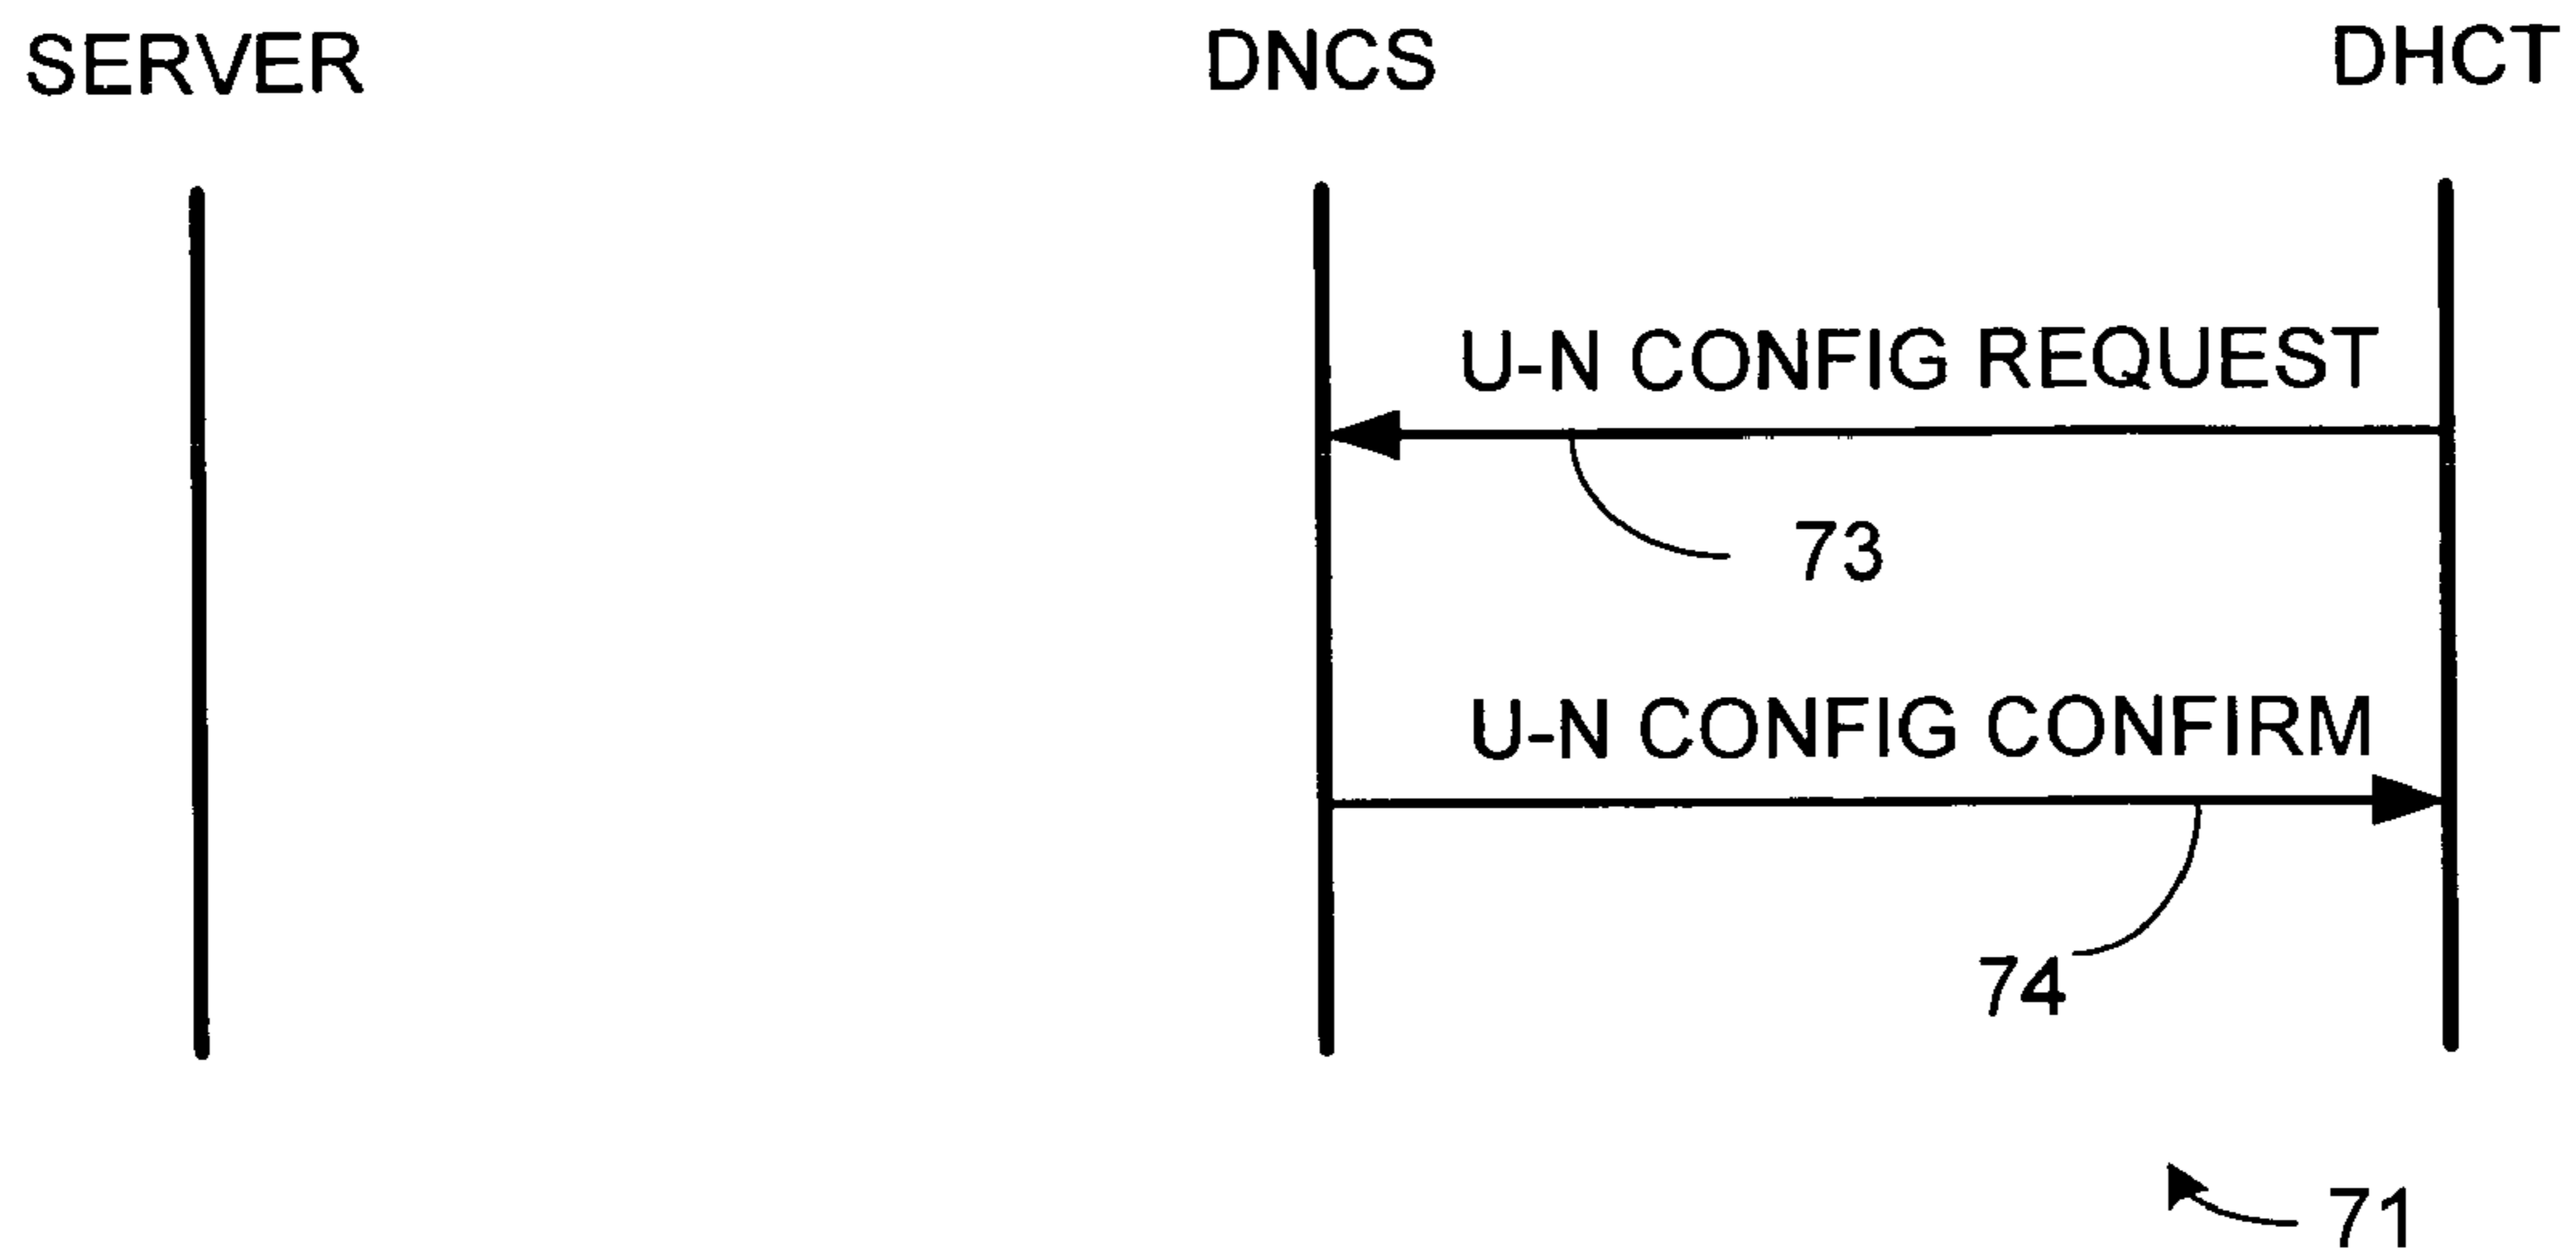 SERVER
DNCS
DHCT
U-N CONFIG REQUEST
73
U-N CONFIG CONFIRM
74
71